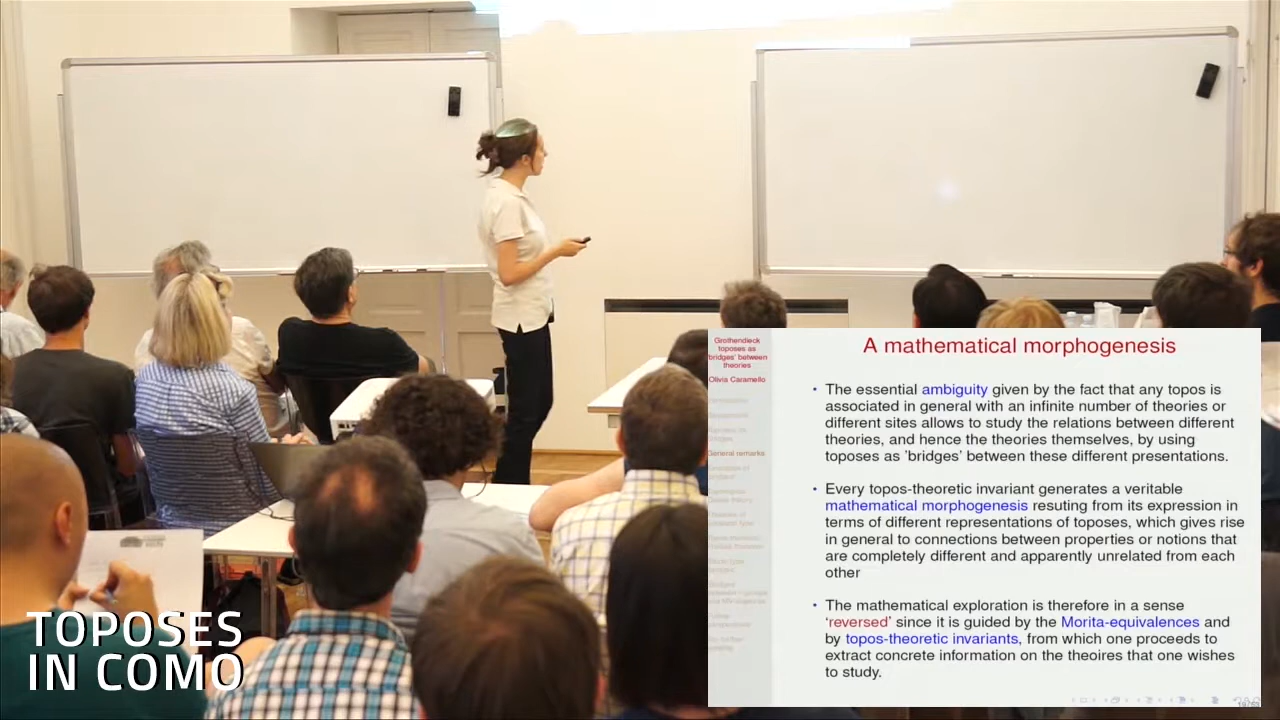 Grothendieck
toposes as
'bridges' between
theories
Olivia Caramello
General remarks
A mathematical morphogenesis
• The essential ambiguity given by the fact that any topos is
associated in general with an infinite number of theories or
different sites allows to study the relations between different
theories, and hence the theories themselves, by using
toposes as 'bridges' between these different presentations.
• Every topos-theoretic invariant generates a veritable
mathematical morphogenesis resuting from its expression in
terms of different representations of toposes, which gives rise
in general to connections between properties or notions that
are completely different and apparently unrelated from each
other
• The mathematical exploration is therefore in a sense
'reversed' since it is guided by the Morita-equivalences and
by topos-theoretic invariants, from which one proceeds to
extract concrete information on the theoires that one wishes
to study.
TOPOSES
IN COMO